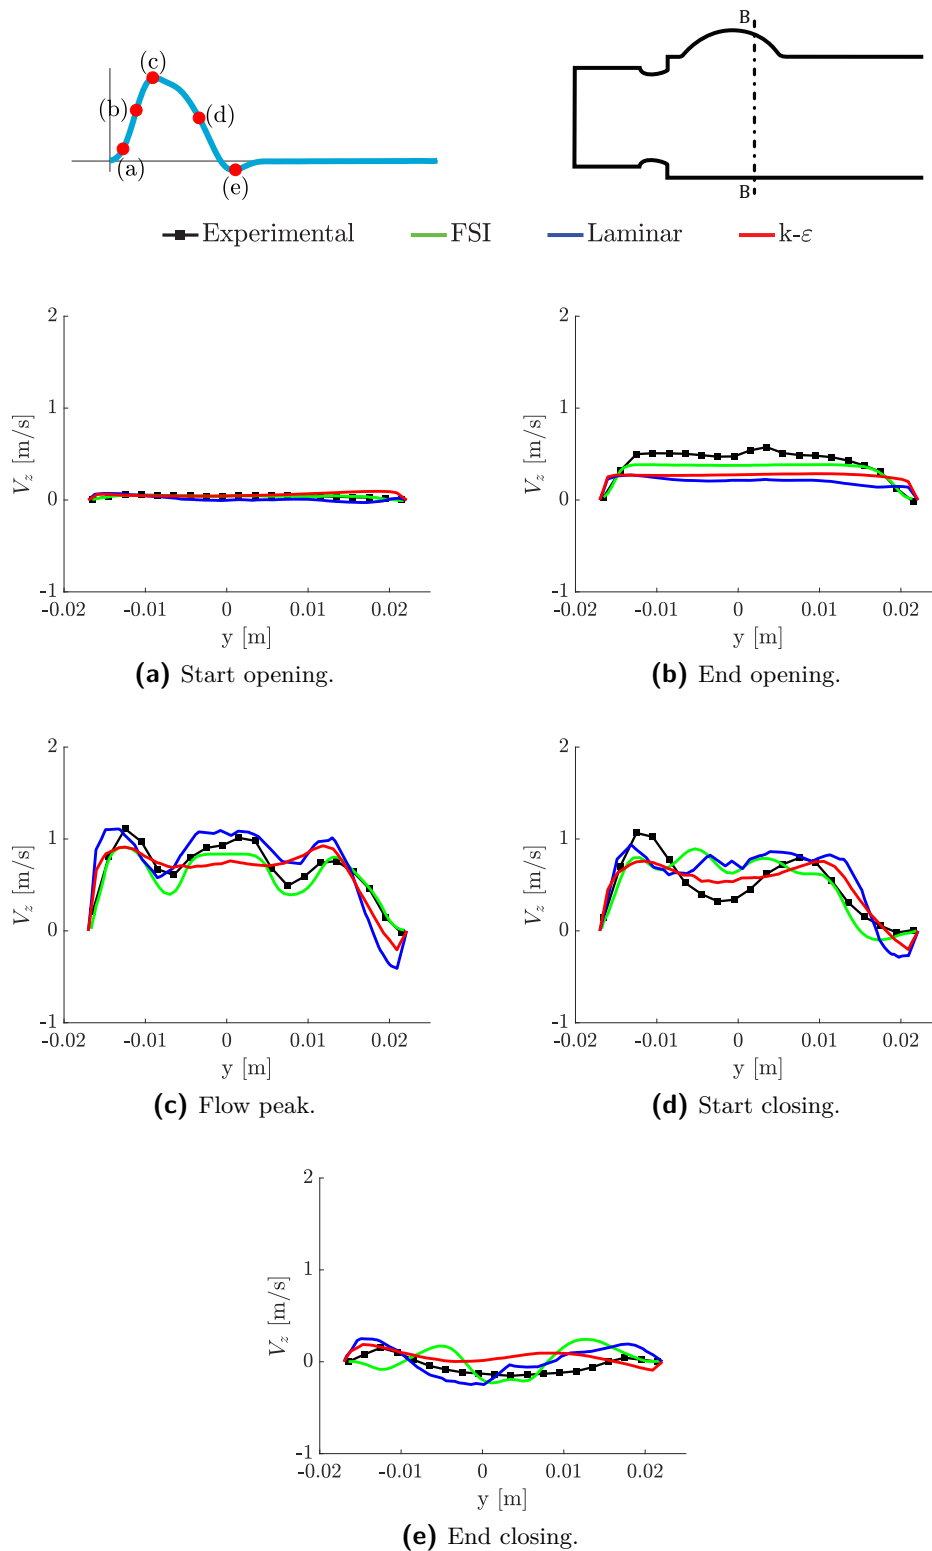 (c)
(b)
(d)
(a)
(e)
B
B
Experimental FSI Laminar k-ε
2
1
0
-1
V_z [m/s]
-0.02 -0.01 0 0.01 0.02
y [m]
(a) Start opening.
2
1
0
-1
V_z [m/s]
-0.02 -0.01 0 0.01 0.02
y [m]
(b) End opening.
2
1
0
-1
V_z [m/s]
-0.02 -0.01 0 0.01 0.02
y [m]
(c) Flow peak.
2
1
0
-1
V_z [m/s]
-0.02 -0.01 0 0.01 0.02
y [m]
(d) Start closing.
2
1
0
-1
V_z [m/s]
-0.02 -0.01 0 0.01 0.02
y [m]
(e) End closing.